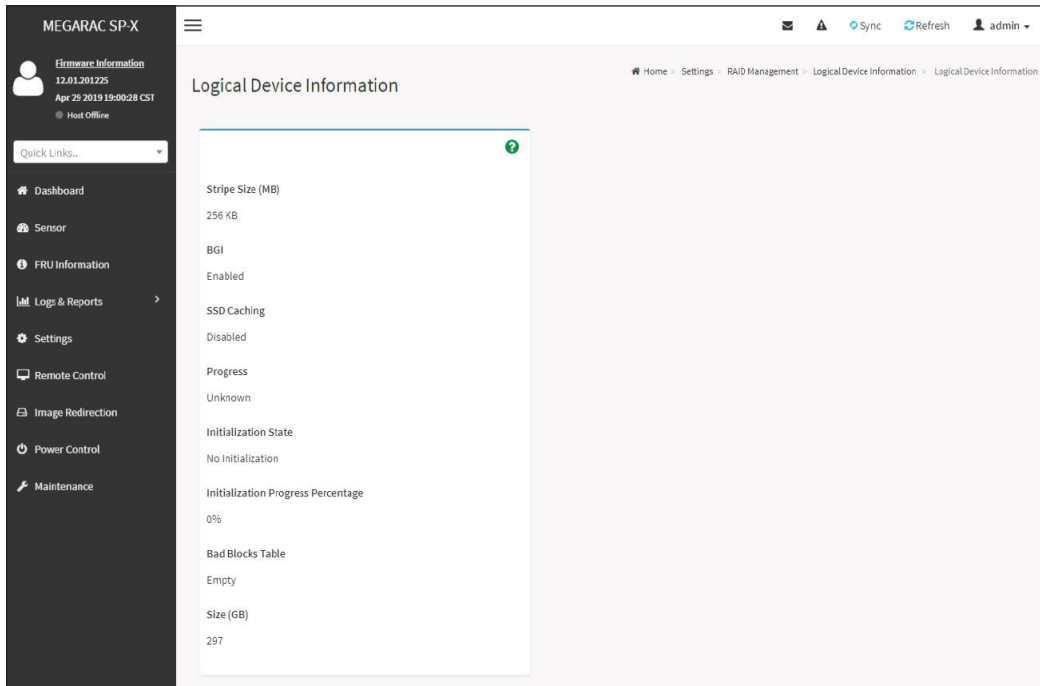 MEGARAC SP-X
Sync
Refresh
admin
Firmware Information
12.01.201225
Apr 29 2019 19:00:28 CST
Host Offline
Quick Links..
Dashboard
Sensor
FRU Information
Logs & Reports
Settings
Remote Control
Image Redirection
Power Control
Maintenance
Logical Device Information
Home > Settings > RAID Management > Logical Device Information > Logical Device Information
Stripe Size (MB)
256 KB
BGI
Enabled
SSD Caching
Disabled
Progress
Unknown
Initialization State
No Initialization
Initialization Progress Percentage
0%
Bad Blocks Table
Empty
Size (GB)
297